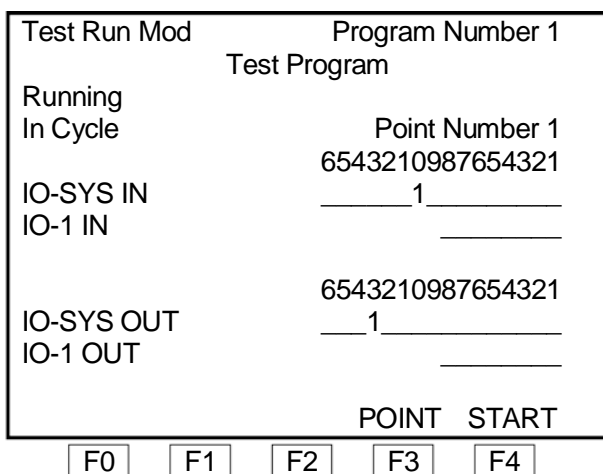 Test Run Mod Program Number 1
Test Program
Running
In Cycle Point Number 1
6543210987654321
IO-SYS IN ______1_________
IO-1 IN ________
6543210987654321
IO-SYS OUT ___1____________
IO-1 OUT ________
POINT START
F0 F1 F2 F3 F4